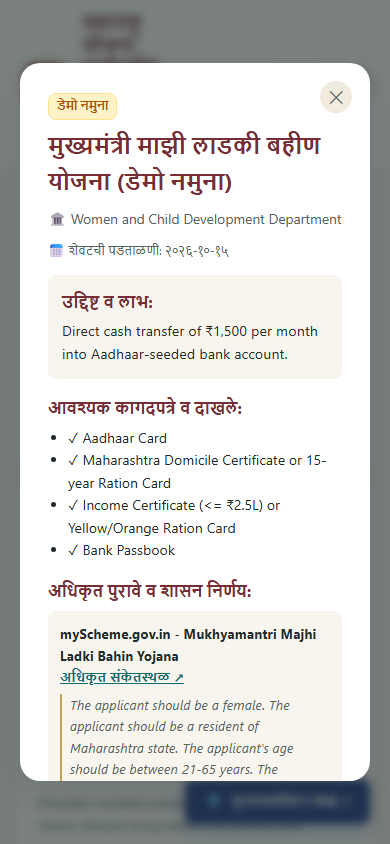 डेमो नमुना
मुख्यमंत्री माझी लाडकी बहीण
योजना (डेमो नमुना)
Women and Child Development Department
शेवटची पडताळणी: २०२६-१०-१५
उद्दिष्ट व लाभ:
Direct cash transfer of ₹1,500 per month
into Aadhaar-seeded bank account.
आवश्यक कागदपत्रे व दाखले:
• ✓ Aadhaar Card
• ✓ Maharashtra Domicile Certificate or 15-
year Ration Card
• ✓ Income Certificate (<= ₹2.5L) or
Yellow/Orange Ration Card
• ✓ Bank Passbook
अधिकृत पुरावे व शासन निर्णय:
myScheme.gov.in - Mukhyamantri Majhi
Ladki Bahin Yojana
अधिकृत संकेतस्थळ ↗
The applicant should be a female. The
applicant should be a resident of
Maharashtra state. The applicant's age
should be between 21-65 years. The